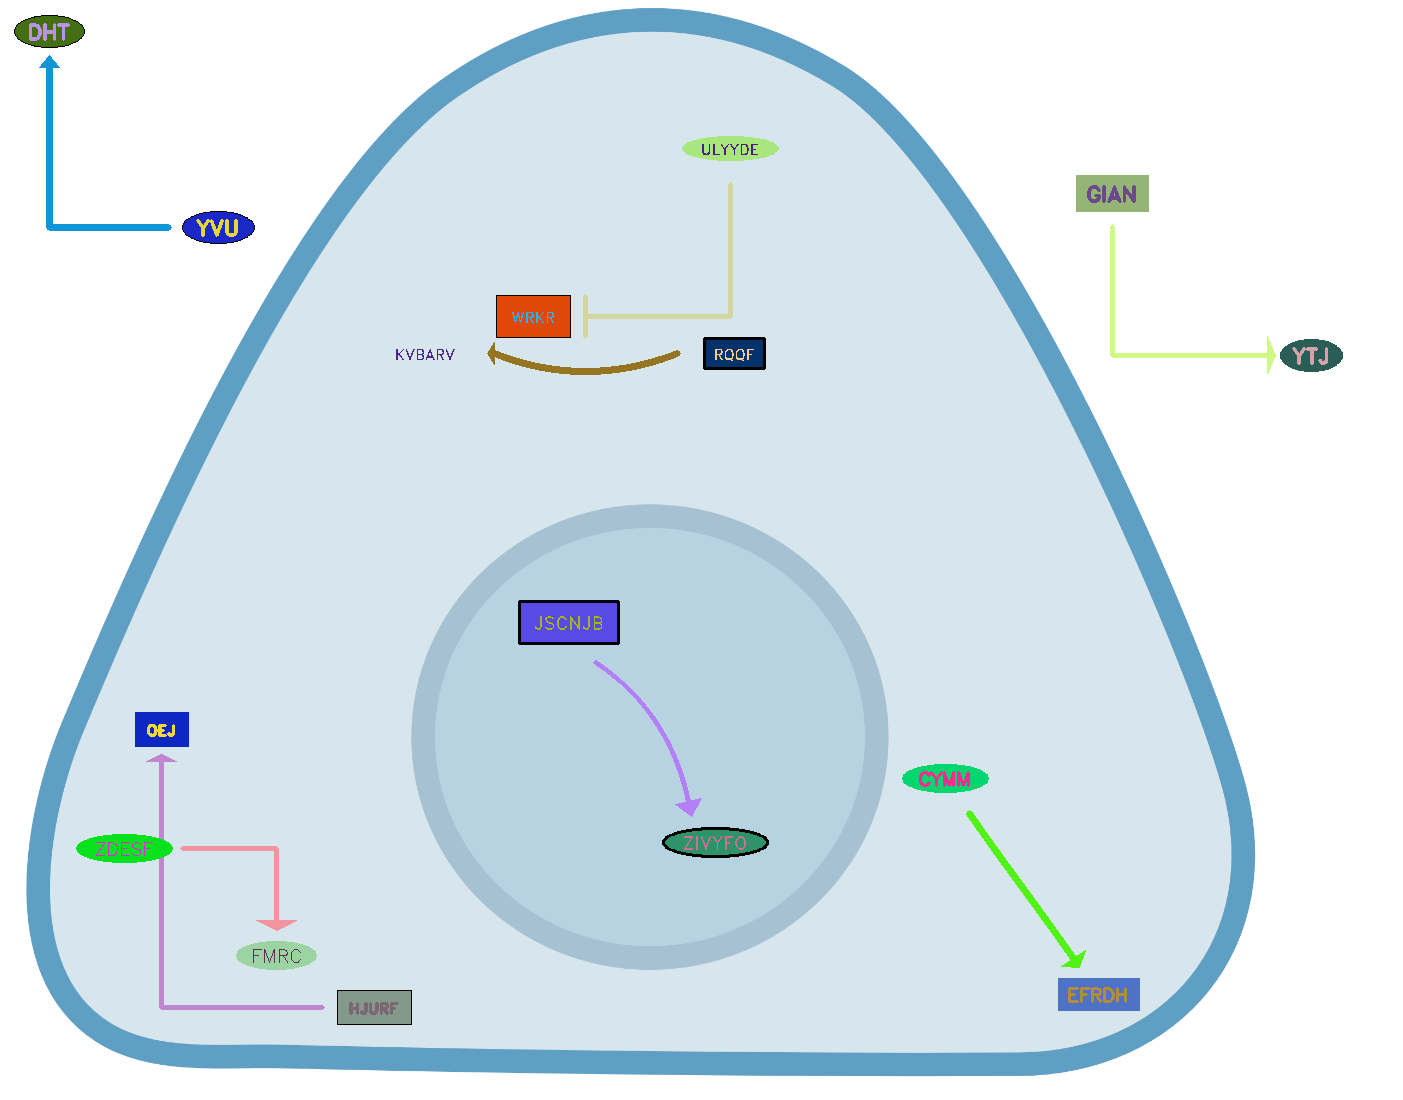 DHT
ULYYDE
GIAN
YVU
WRKR
KVBARV
RQQF
YTJ
JSCNJB
OEJ
CYMM
ZDESF
ZIVYFO
FMRC
EFRDH
HJURF